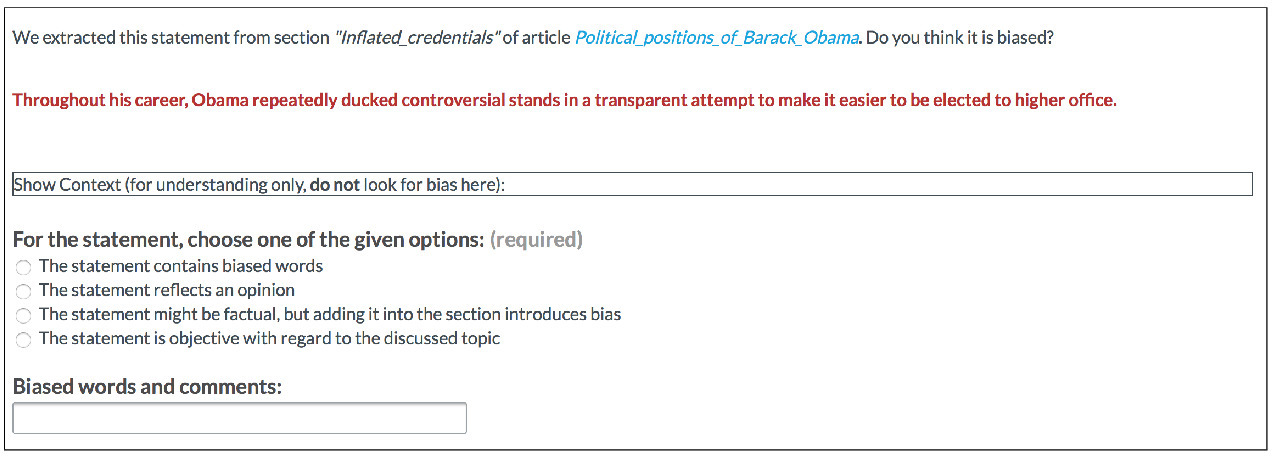 We extracted this statement from section "Inflated_credentials" of article Political_positions_of_Barack_Obama. Do you think it is biased?
Throughout his career, Obama repeatedly ducked controversial stands in a transparent attempt to make it easier to be elected to higher office.
Show Context (for understanding only, do not look for bias here):
For the statement, choose one of the given options: (required)
The statement contains biased words
The statement reflects an opinion
The statement might be factual, but adding it into the section introduces bias
The statement is objective with regard to the discussed topic
Biased words and comments: